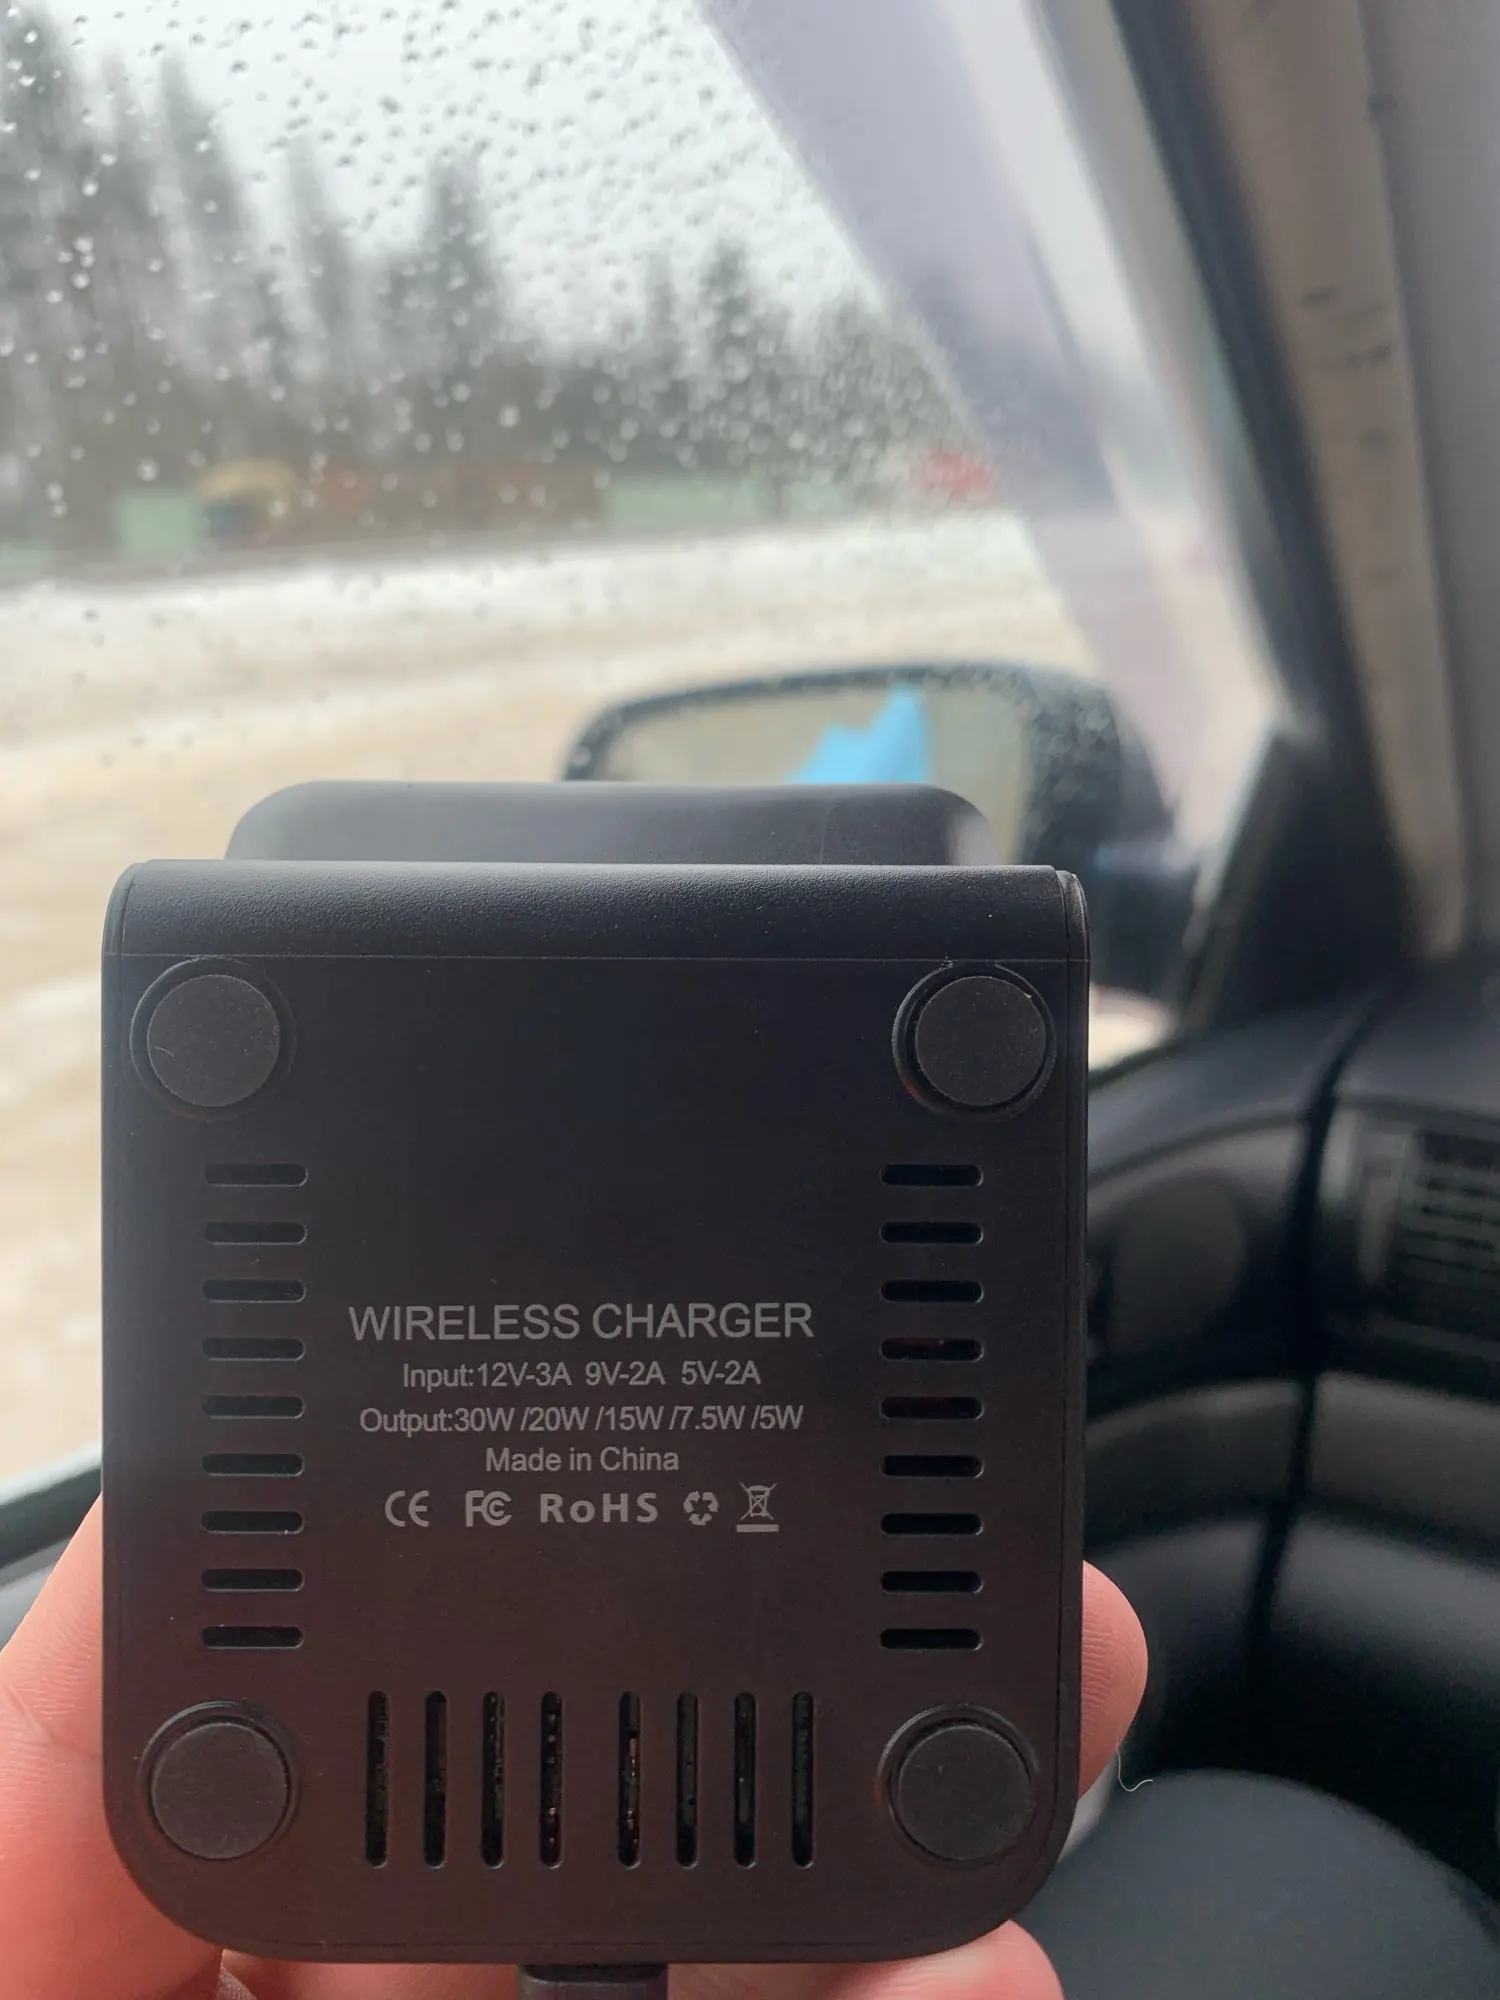 WIRELESS CHARGER
Input:12V-3A 9V-2A 5V-2A
Output:30W /20W /15W /7.5W /5W
Made in China
CE FC RoHS